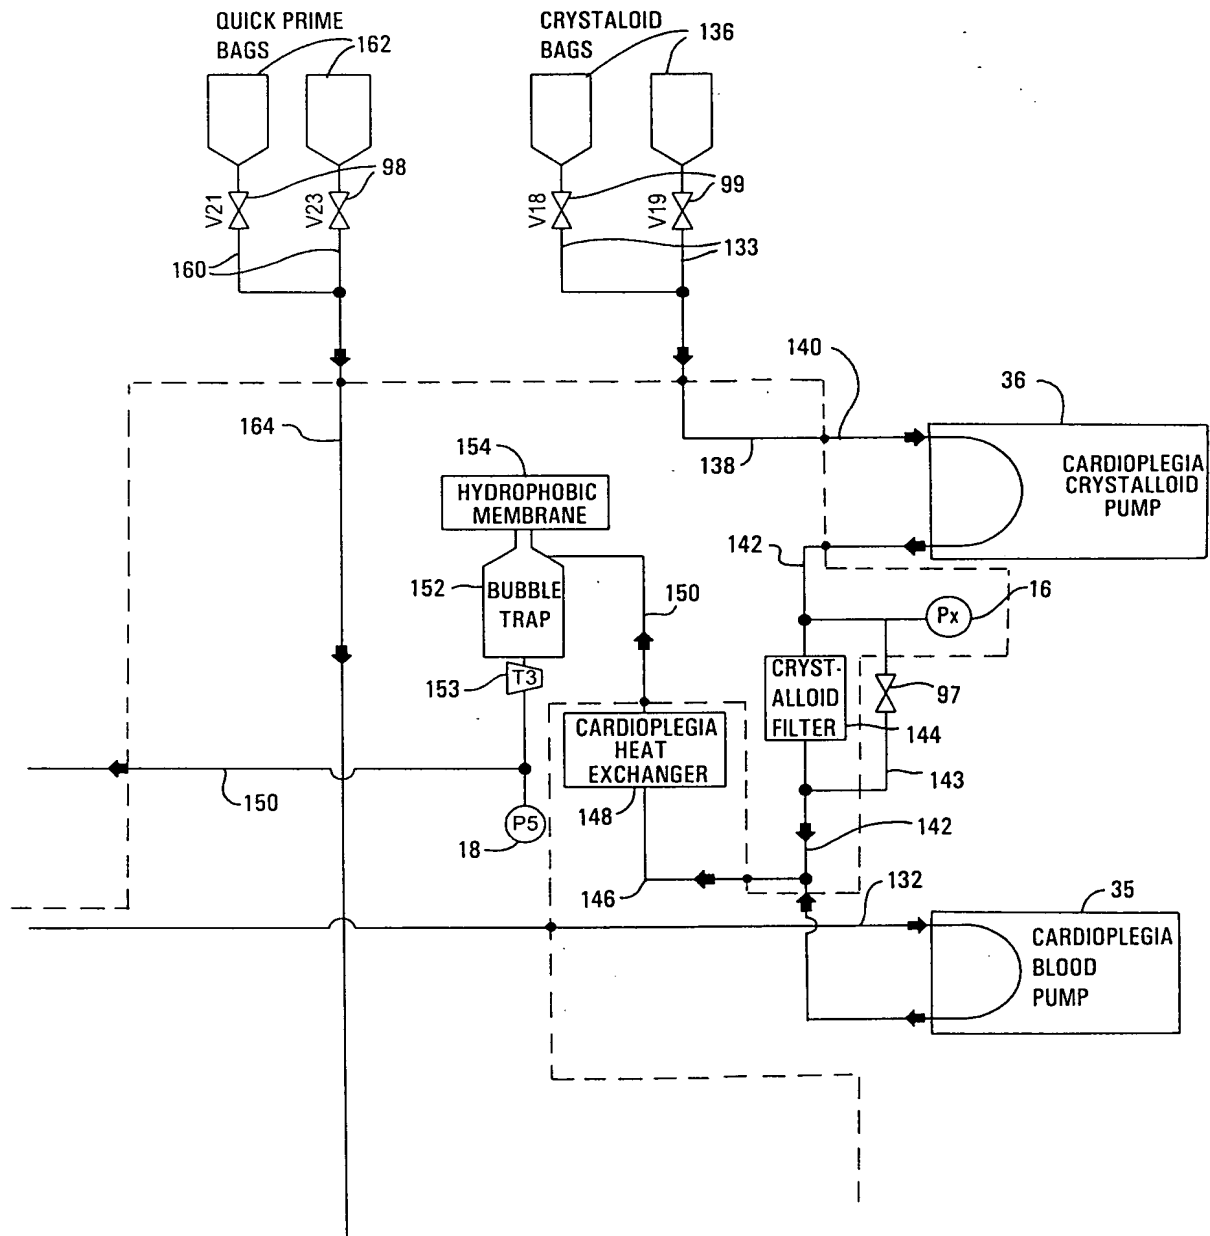 QUICK PRIME
BAGS
162
CRYSTALOID
BAGS
136
98
99
V21
V23
V18
V19
160
133
140
36
164
138
154
HYDROPHOBIC
MEMBRANE
CARDIOPLEGIA
CRYSTALLOID
PUMP
142
152
BUBBLE
TRAP
150
Px
16
153
T3
CRYST-
ALLOID
FILTER
97
CARDIOPLEGIA
HEAT
EXCHANGER
144
150
143
P5
18
148
142
146
132
35
CARDIOPLEGIA
BLOOD
PUMP